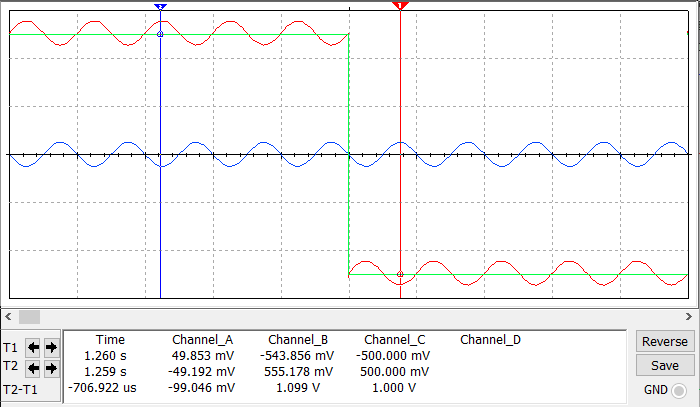 2
1
T1
T2
T2-T1
Time Channel_A Channel_B Channel_C Channel_D
1.260 s 49.853 mV -543.856 mV -500.000 mV
1.259 s -49.192 mV 555.178 mV 500.000 mV
-706.922 us -99.046 mV 1.099 V 1.000 V
Reverse
Save
GND